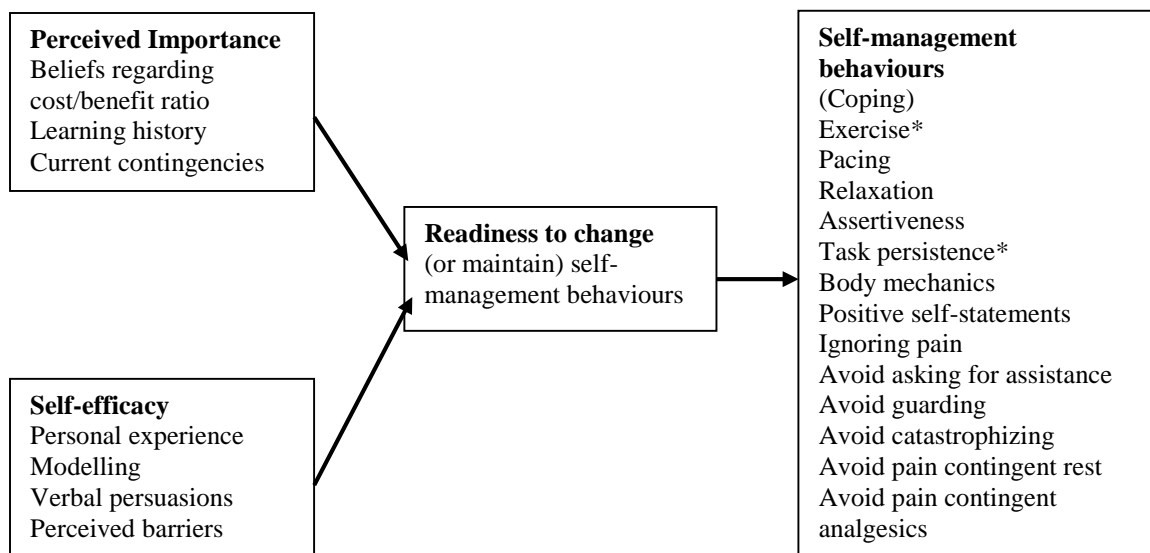 Perceived Importance
Beliefs regarding
cost/benefit ratio
Learning history
Current contingencies
Self-efficacy
Personal experience
Modelling
Verbal persuasions
Perceived barriers
Readiness to change
(or maintain) self-
management behaviours
Self-management
behaviours
(Coping)
Exercise*
Pacing
Relaxation
Assertiveness
Task persistence*
Body mechanics
Positive self-statements
Ignoring pain
Avoid asking for assistance
Avoid guarding
Avoid catastrophizing
Avoid pain contingent rest
Avoid pain contingent
analgesics